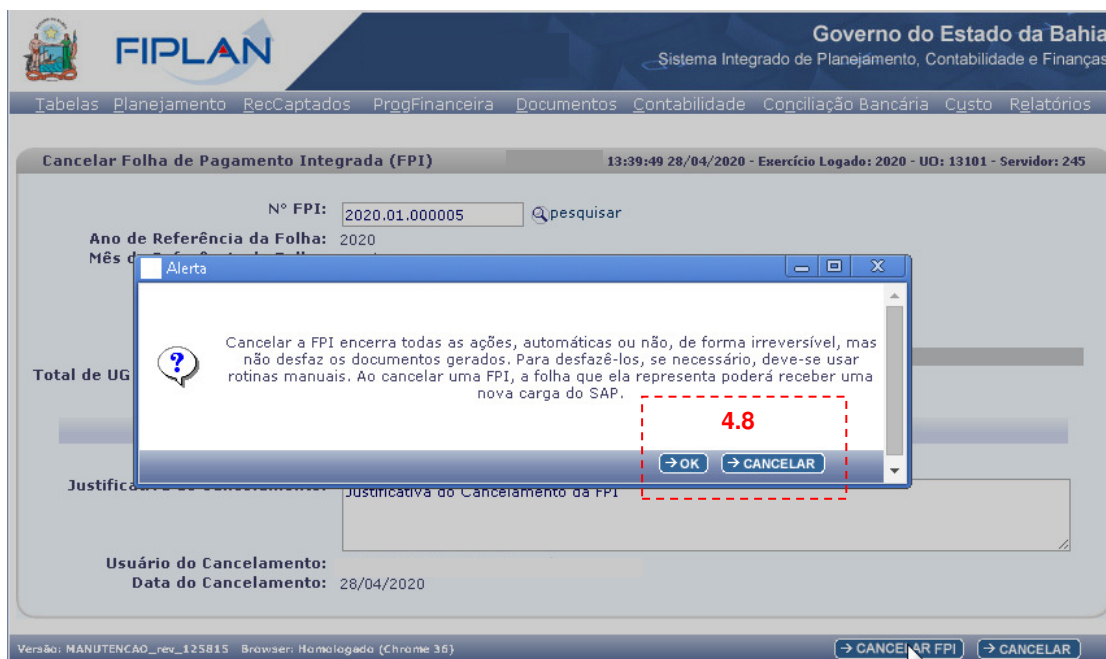 FIPLAN
Governo do Estado da Bahia
Sistema Integrado de Planejamento, Contabilidade e Finanças
Tabelas Planejamento RecCaptados ProgFinanceira Documentos Contabilidade Conciliação Bancária Custo Relatórios
Cancelar Folha de Pagamento Integrada (FPI) 13:39:49 28/04/2020 - Exercício Logado: 2020 - UO: 13101 - Servidor: 245
Nº FPI: 2020.01.000005 pesquisar
Ano de Referência da Folha: 2020
Mês
Alerta
Cancelar a FPI encerra todas as ações, automáticas ou não, de forma irreversível, mas
não desfaz os documentos gerados. Para desfazê-los, se necessário, deve-se usar
rotinas manuais. Ao cancelar uma FPI, a folha que ela representa poderá receber uma
nova carga do SAP.
Total de UG
4.8
OK CANCELAR
Justificativa do Cancelamento da FPI
Usuário do Cancelamento:
Data do Cancelamento: 28/04/2020
Versão: MANUTENCAO_rev_125815 Browser: Homologado (Chrome 36) CANCELAR FPI CANCELAR